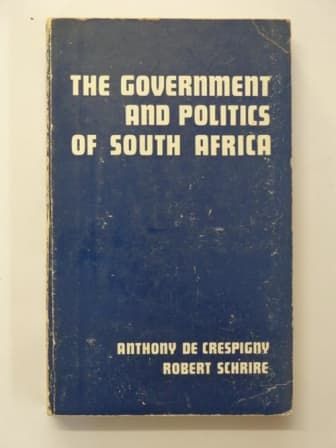 THE GOVERNMENT
AND POLITICS
OF SOUTH AFRICA
ANTHONY DE CRESPIGNY
ROBERT SCHRIRE